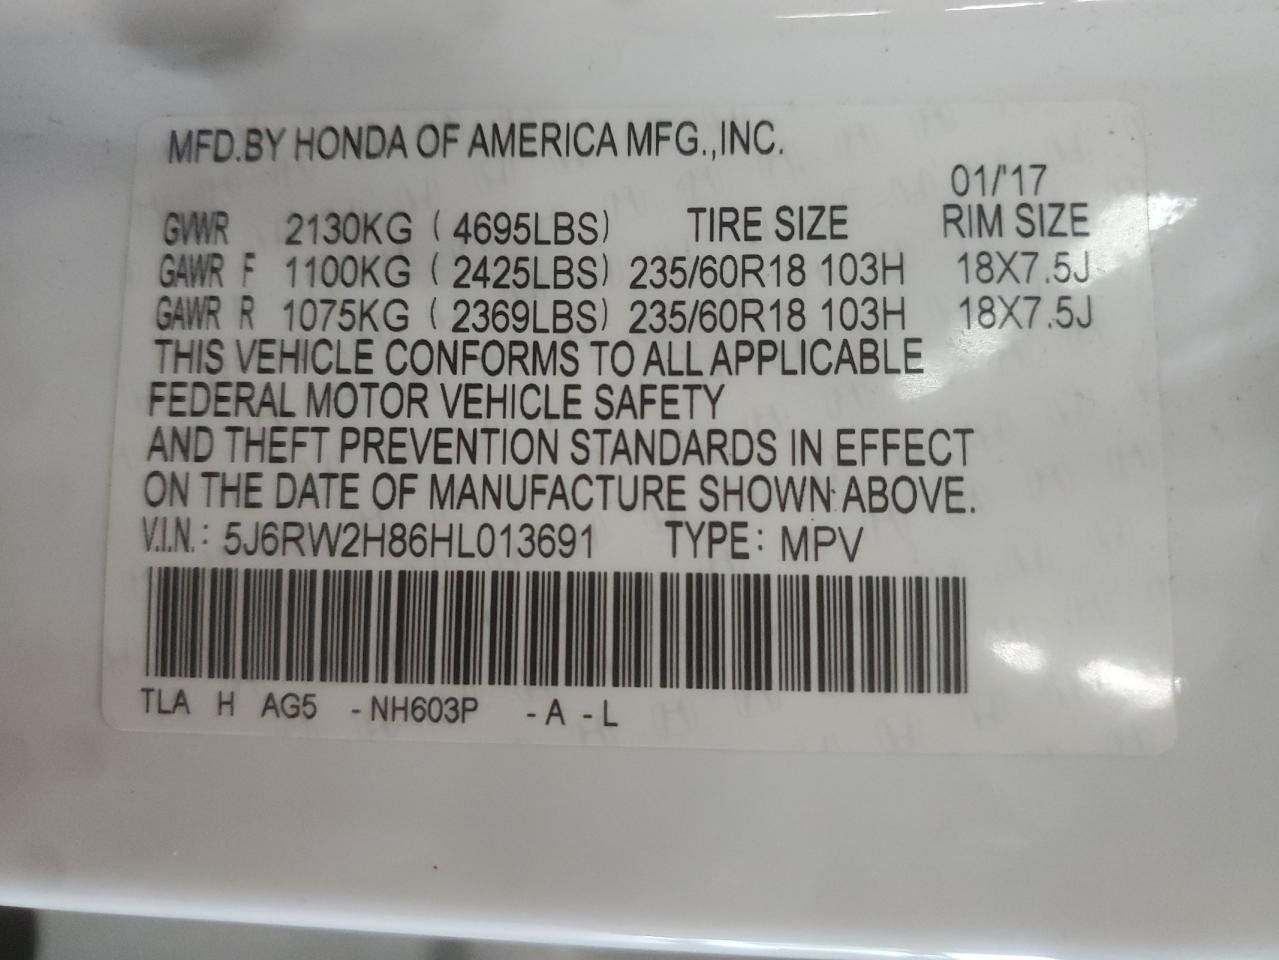 MFD.BY HONDA OF AMERICA MFG.,INC.
01/'17
GVWR 2130KG ( 4695LBS) TIRE SIZE RIM SIZE
GAWR F 1100KG ( 2425LBS) 235/60R18 103H 18X7.5J
GAWR R 1075KG ( 2369LBS) 235/60R18 103H 18X7.5J
THIS VEHICLE CONFORMS TO ALL APPLICABLE
FEDERAL MOTOR VEHICLE SAFETY
AND THEFT PREVENTION STANDARDS IN EFFECT
ON THE DATE OF MANUFACTURE SHOWN ABOVE.
V.I.N.: 5J6RW2H86HL013691 TYPE: MPV
TLA H AG5 -NH603P -A -L